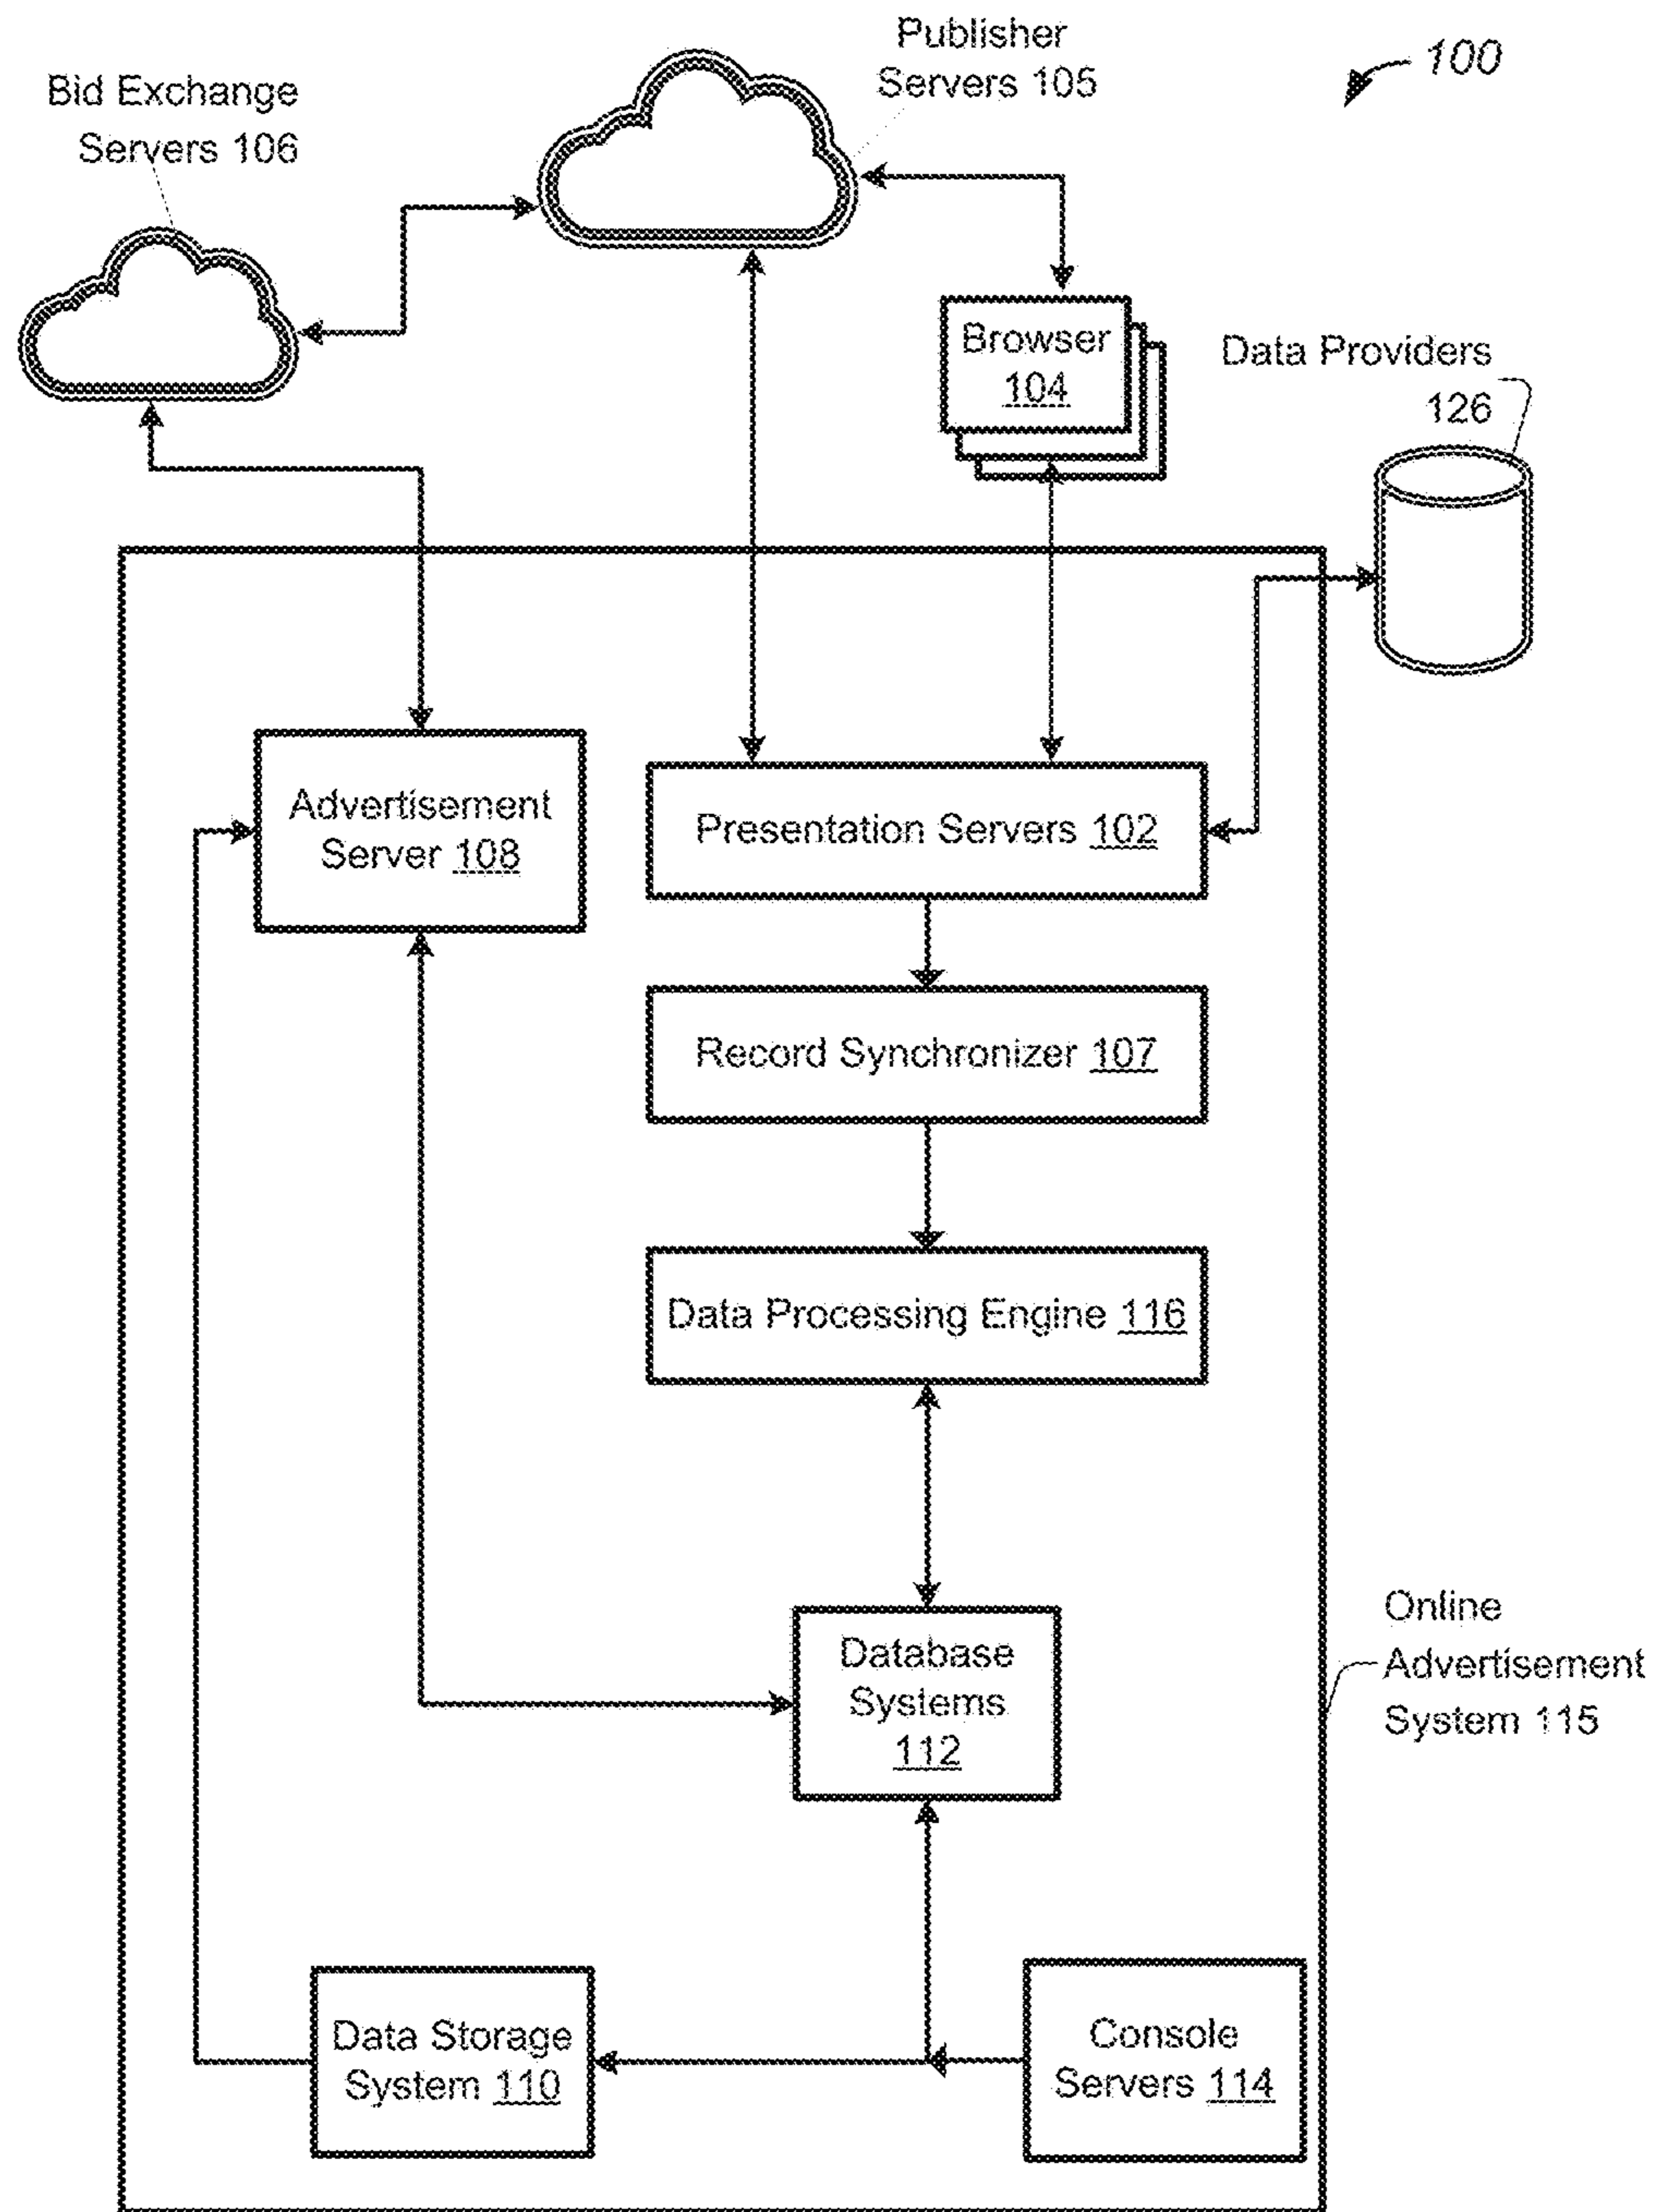 Publisher
Servers 105
100
Bid Exchange
Servers 106
Browser
104
Data Providers
126
Advertisement
Server 108
Presentation Servers 102
Record Synchronizer 107
Data Processing Engine 116
Online
Advertisement
System 115
Database
Systems
112
Data Storage
System 110
Console
Servers 114